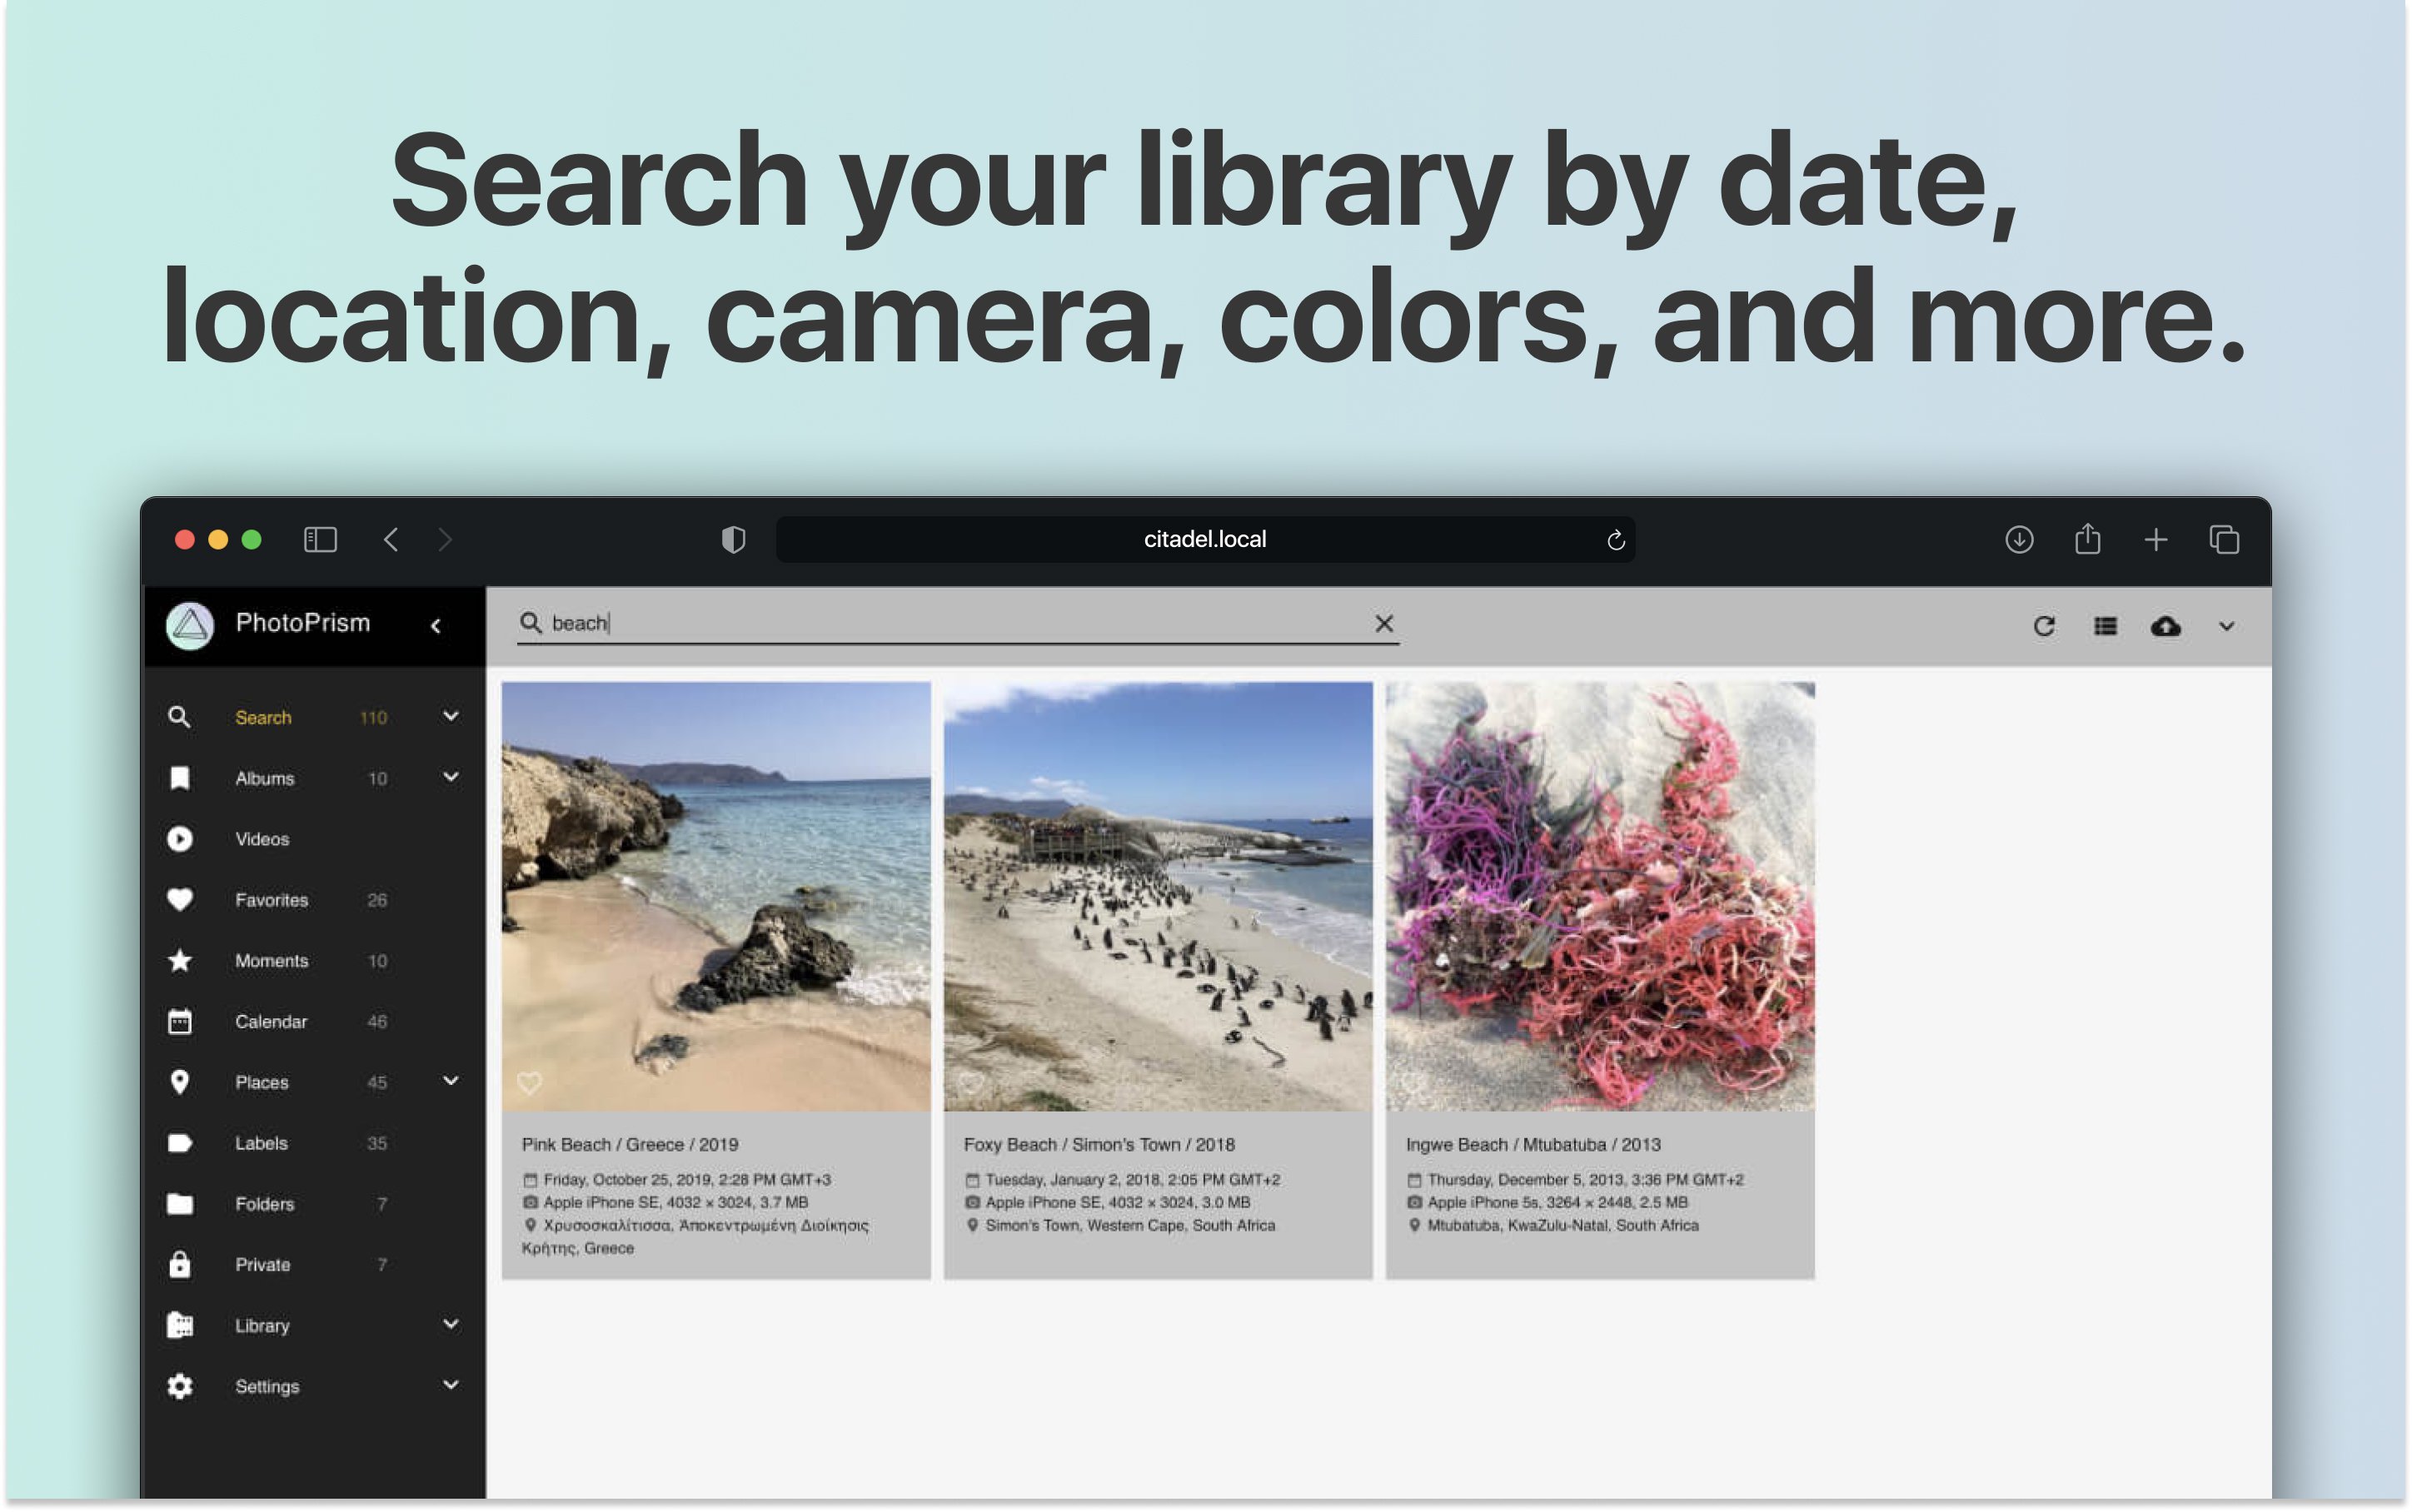 Search your library by date,
location, camera, colors, and more.
citadel.local
PhotoPrism
beach
Search 110
Albums 10
Videos
Favorites 26
Moments 10
Calendar 46
Places 45
Labels 35
Folders 7
Private 7
Library
Settings
Pink Beach / Greece / 2019
Friday, October 25, 2019, 2:28 PM GMT+3
Apple iPhone SE, 4032 × 3024, 3.7 MB
Χρυσοσκαλίτισσα, Ἀποκεντρωμένη Διοίκησις
Κρήτης, Greece
Foxy Beach / Simon's Town / 2018
Tuesday, January 2, 2018, 2:05 PM GMT+2
Apple iPhone SE, 4032 × 3024, 3.0 MB
Simon's Town, Western Cape, South Africa
Ingwe Beach / Mtubatuba / 2013
Thursday, December 5, 2013, 3:36 PM GMT+2
Apple iPhone 5s, 3264 × 2448, 2.5 MB
Mtubatuba, KwaZulu-Natal, South Africa